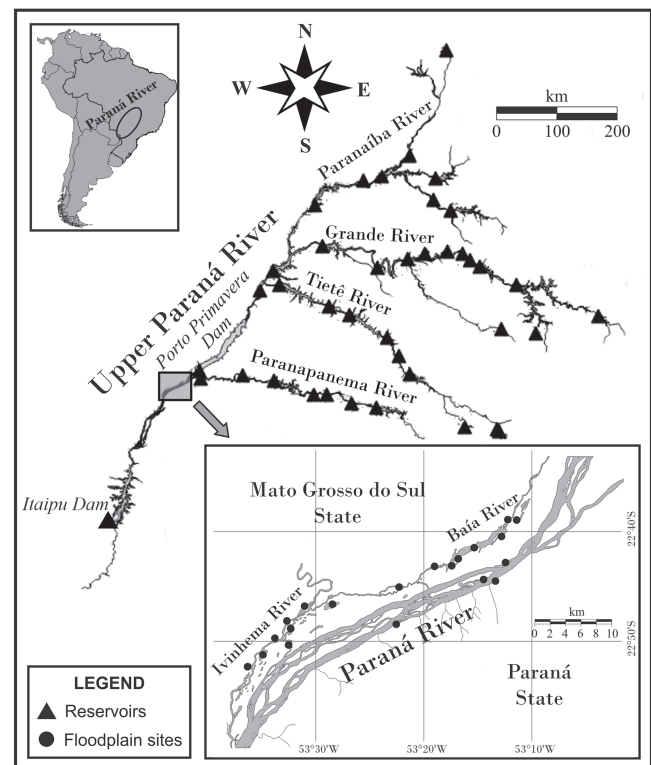 Paraná River
N
W
E
S
km
0 100 200
Paranaíba River
Grande River
Tietê River
Upper Paraná River
Porto Primavera
Dam
Paranapanema River
Itaipu Dam
Mato Grosso do Sul
State
Baía River
22°40'S
Ivinhema River
km
0 2 4 6 8 10
Paraná River
22°50'S
Paraná
State
53°30'W 53°20'W 53°10'W
LEGEND
Reservoirs
Floodplain sites